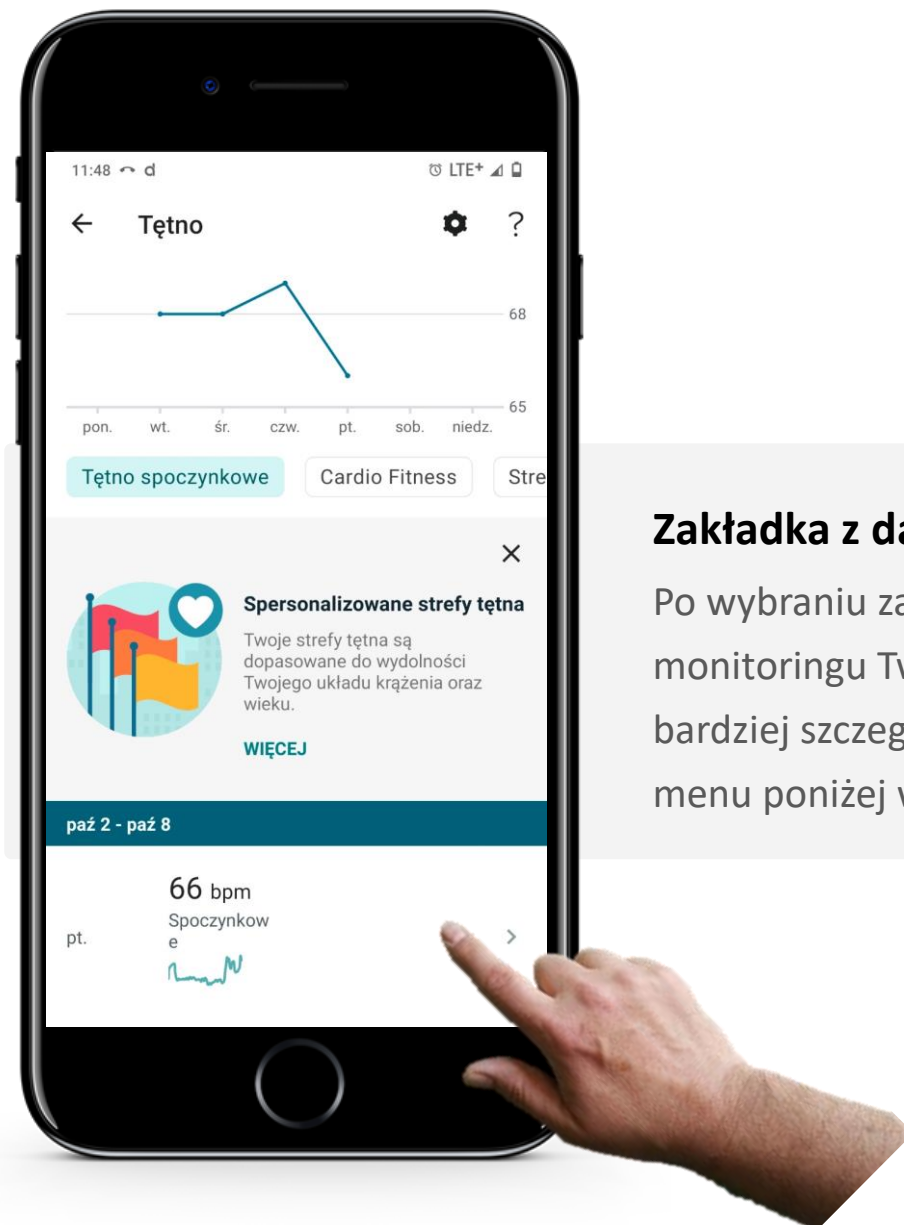 11:48 d LTE+
← Tętno ?
68
65
pon. wt. śr. czw. pt. sob. niedz.
Tętno spoczynkowe Cardio Fitness Stre
Spersonalizowane strefy tętna
Twoje strefy tętna są
dopasowane do wydolności
Twojego układu krążenia oraz
wieku.
WIĘCEJ
paź 2 - paź 8
66 bpm
Spoczynkow
e
pt.
Zakładka z da
Po wybraniu za
monitoringu Tw
bardziej szczeg
menu poniżej w